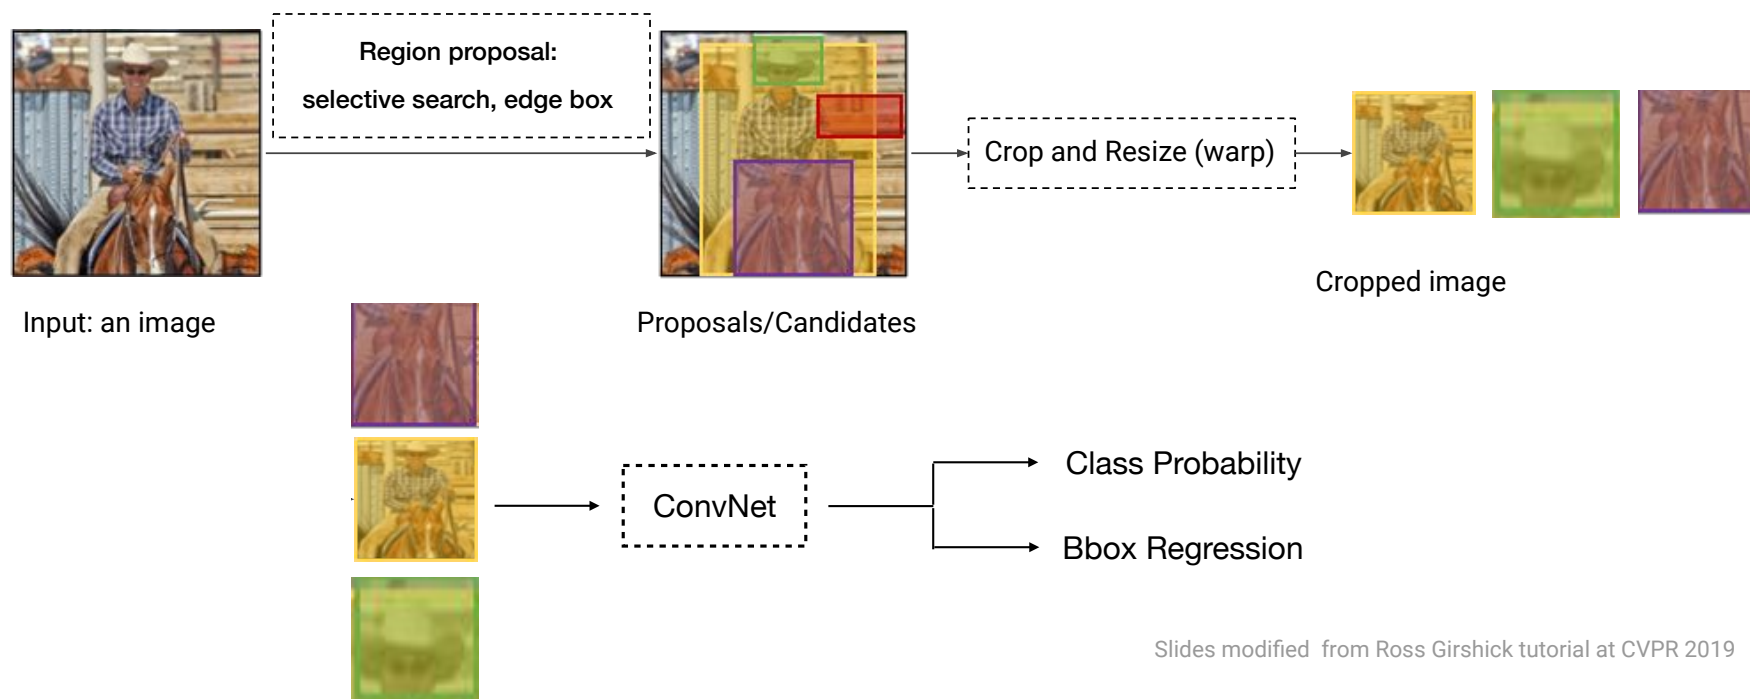 Region proposal:
selective search, edge box
Crop and Resize (warp)
Cropped image
Input: an image
Proposals/Candidates
ConvNet
Class Probability
Bbox Regression
Slides modified from Ross Girshick tutorial at CVPR 2019